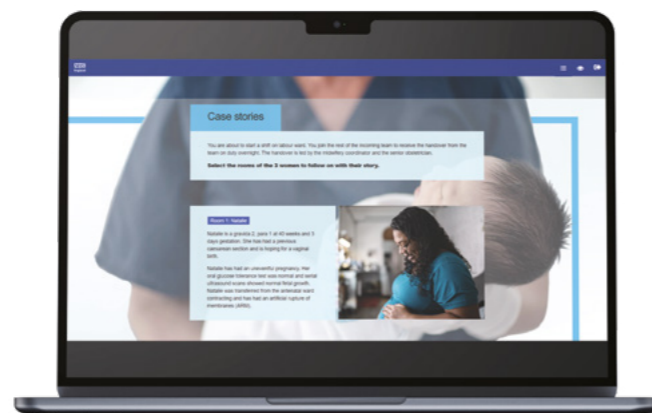 NHS
England
Case stories
You are about to start a shift on labour ward. You join the rest of the incoming team to receive the handover from the
team on duty overnight. The handover is led by the midwifery coordinator and the senior obstetrician.
Select the rooms of the 3 women to follow on with their story.
Room 1: Natalie
Natalie is a gravida 2, para 1 at 40 weeks and 3
days gestation. She has had a previous
caesarean section and is hoping for a vaginal
birth.
Natalie has had an uneventful pregnancy. Her
oral glucose tolerance test was normal and serial
ultrasound scans showed normal fetal growth.
Natalie was transferred from the antenatal ward
contracting and has had an artificial rupture of
membranes (ARM).